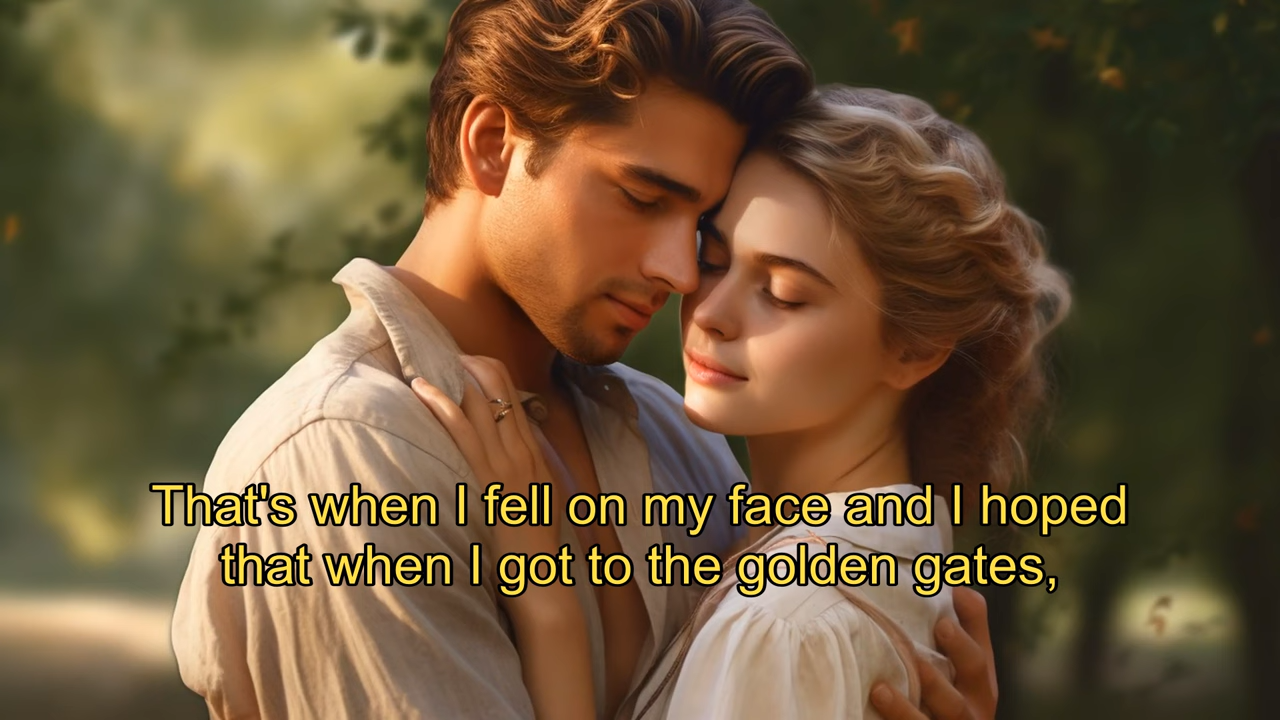 That's when I fell on my face and I hoped
that when I got to the golden gates,